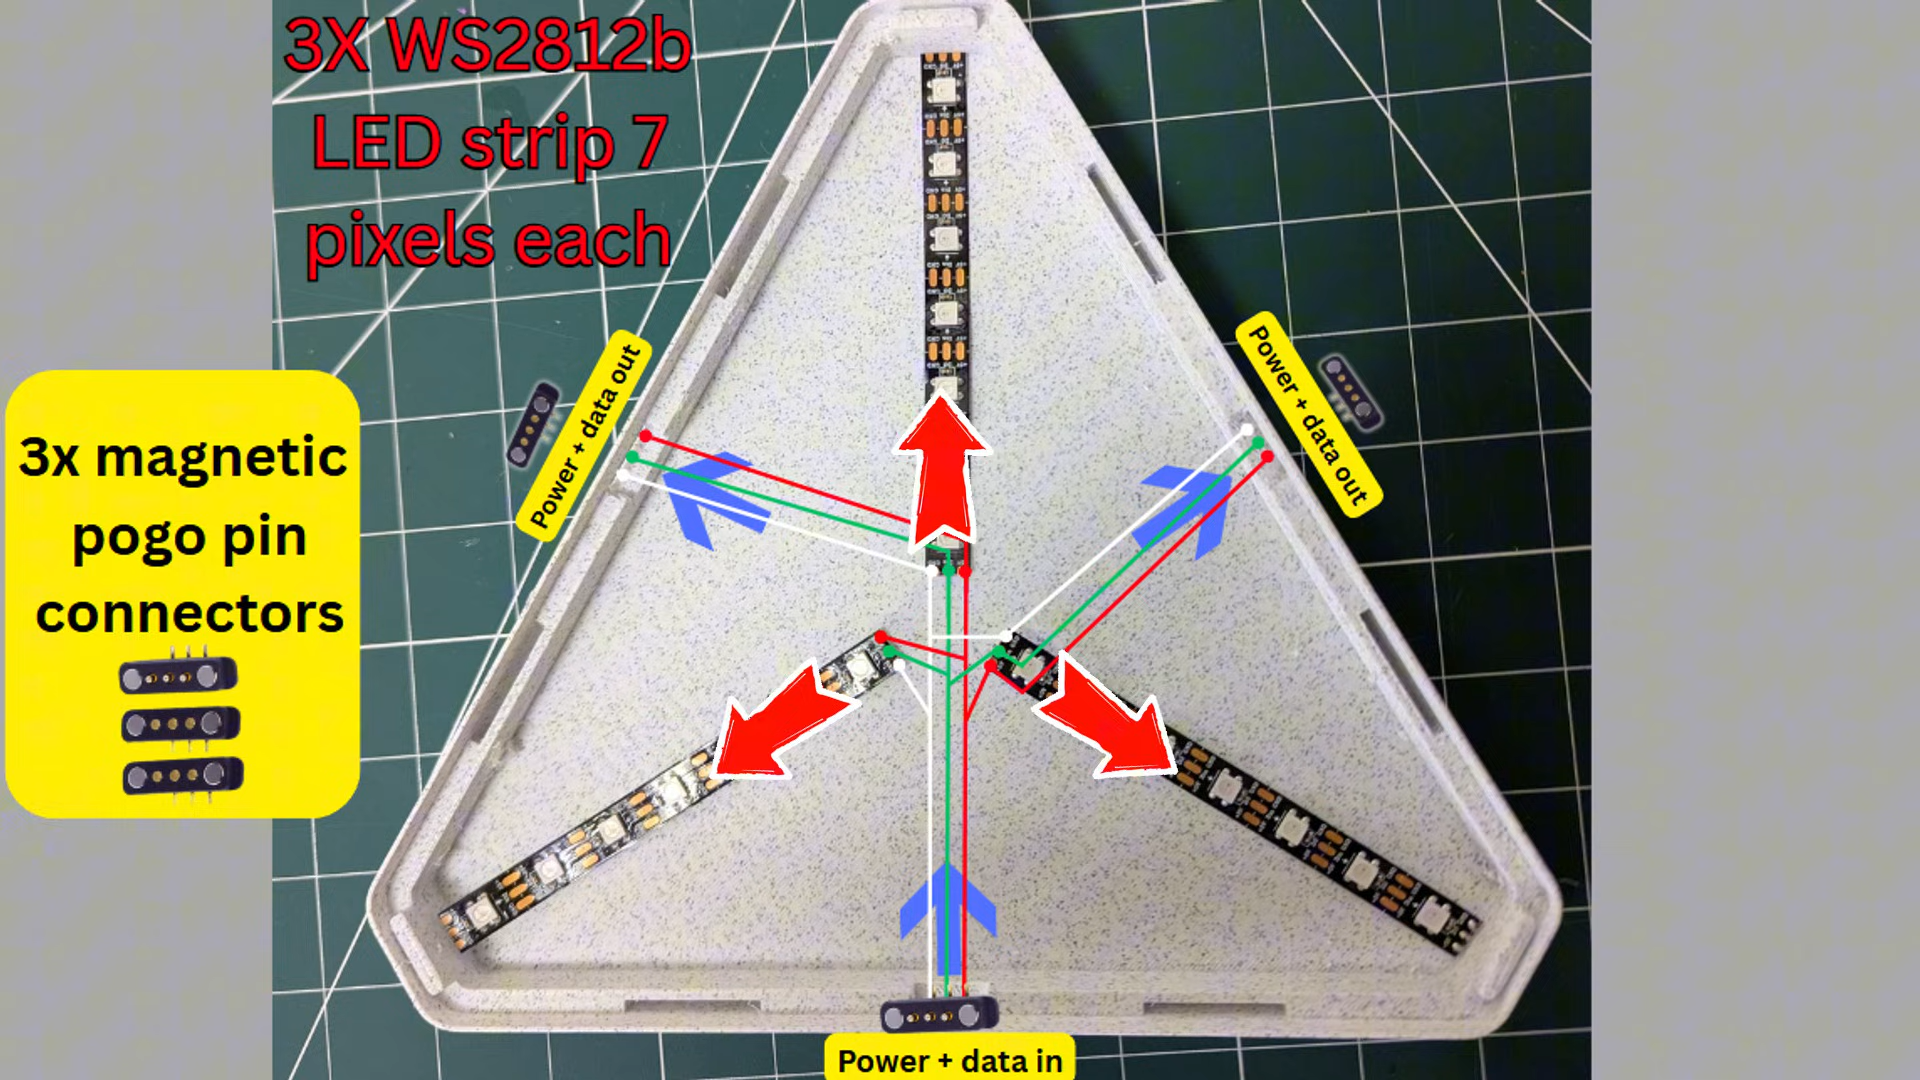 3X WS2812b
LED strip 7
pixels each
Power + data out
Power + data out
3x magnetic
pogo pin
connectors
Power + data in